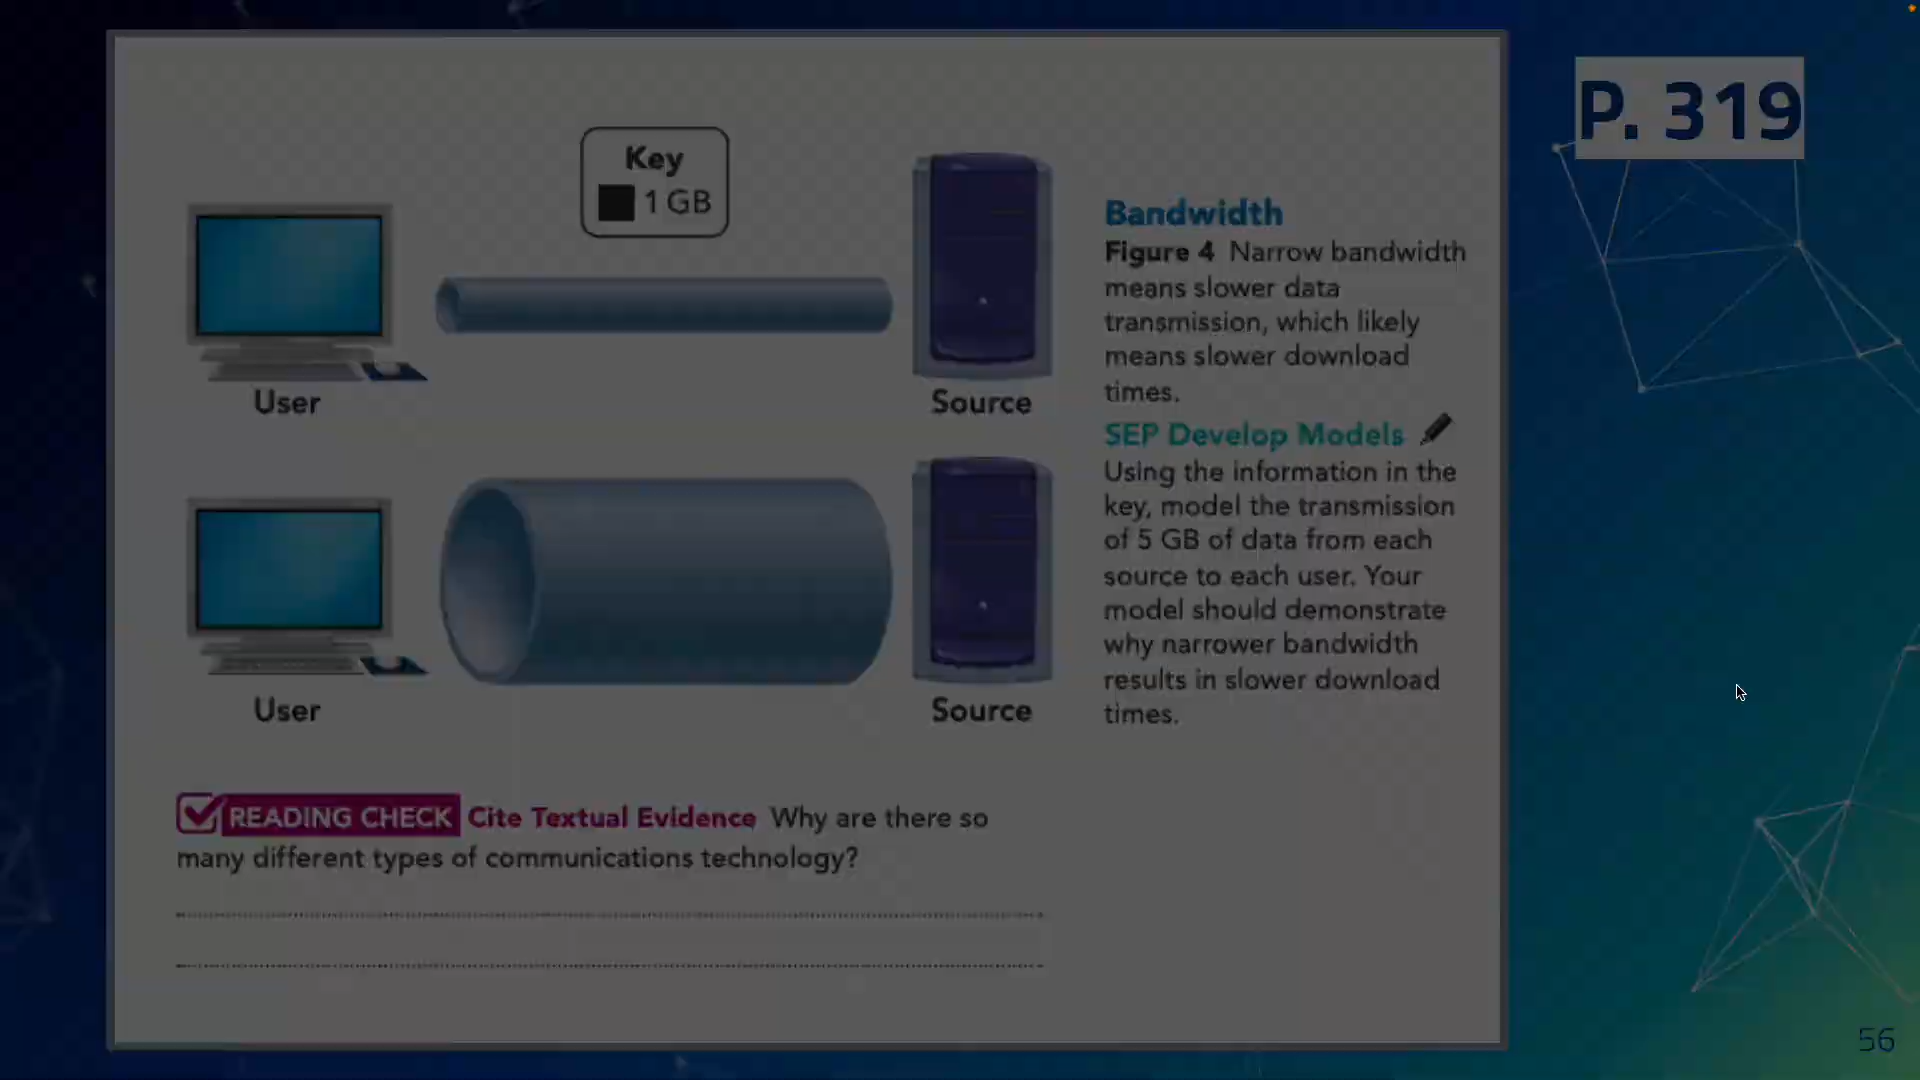 P. 319
Key
1 GB
User
Source
User
Source
Bandwidth
Figure 4 Narrow bandwidth
means slower data
transmission, which likely
means slower download
times.
SEP Develop Models
Using the information in the
key, model the transmission
of 5 GB of data from each
source to each user. Your
model should demonstrate
why narrower bandwidth
results in slower download
times.
READING CHECK Cite Textual Evidence Why are there so
many different types of communications technology?
56